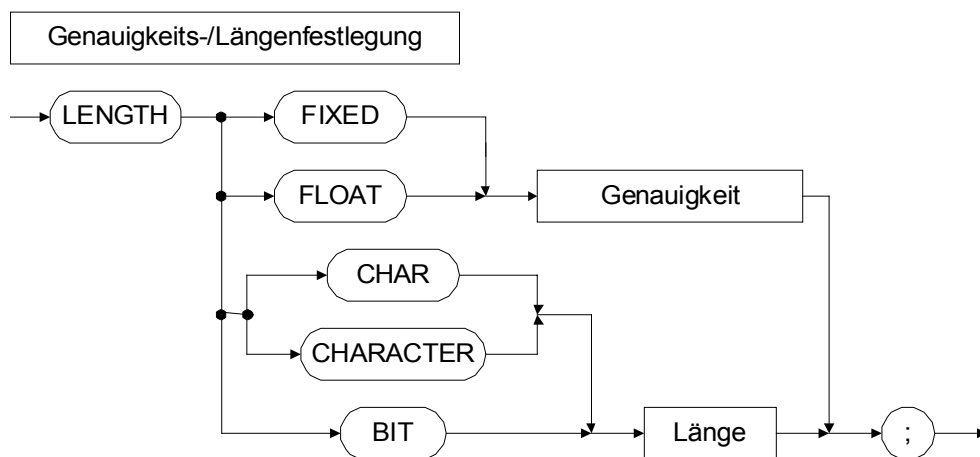 Genauigkeits-/Längenfestlegung
LENGTH
FIXED
FLOAT
Genauigkeit
CHAR
CHARACTER
BIT
Länge
;